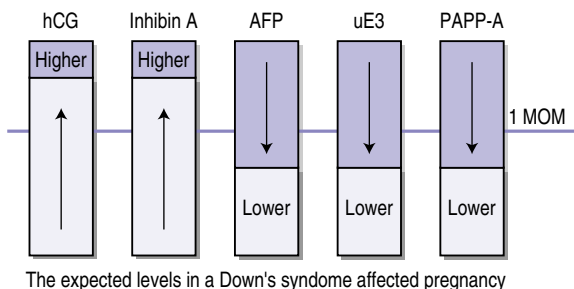 hCG Inhibin A AFP uE3 PAPP-A
Higher Higher
1 MOM
Lower Lower Lower
The expected levels in a Down's syndome affected pregnancy